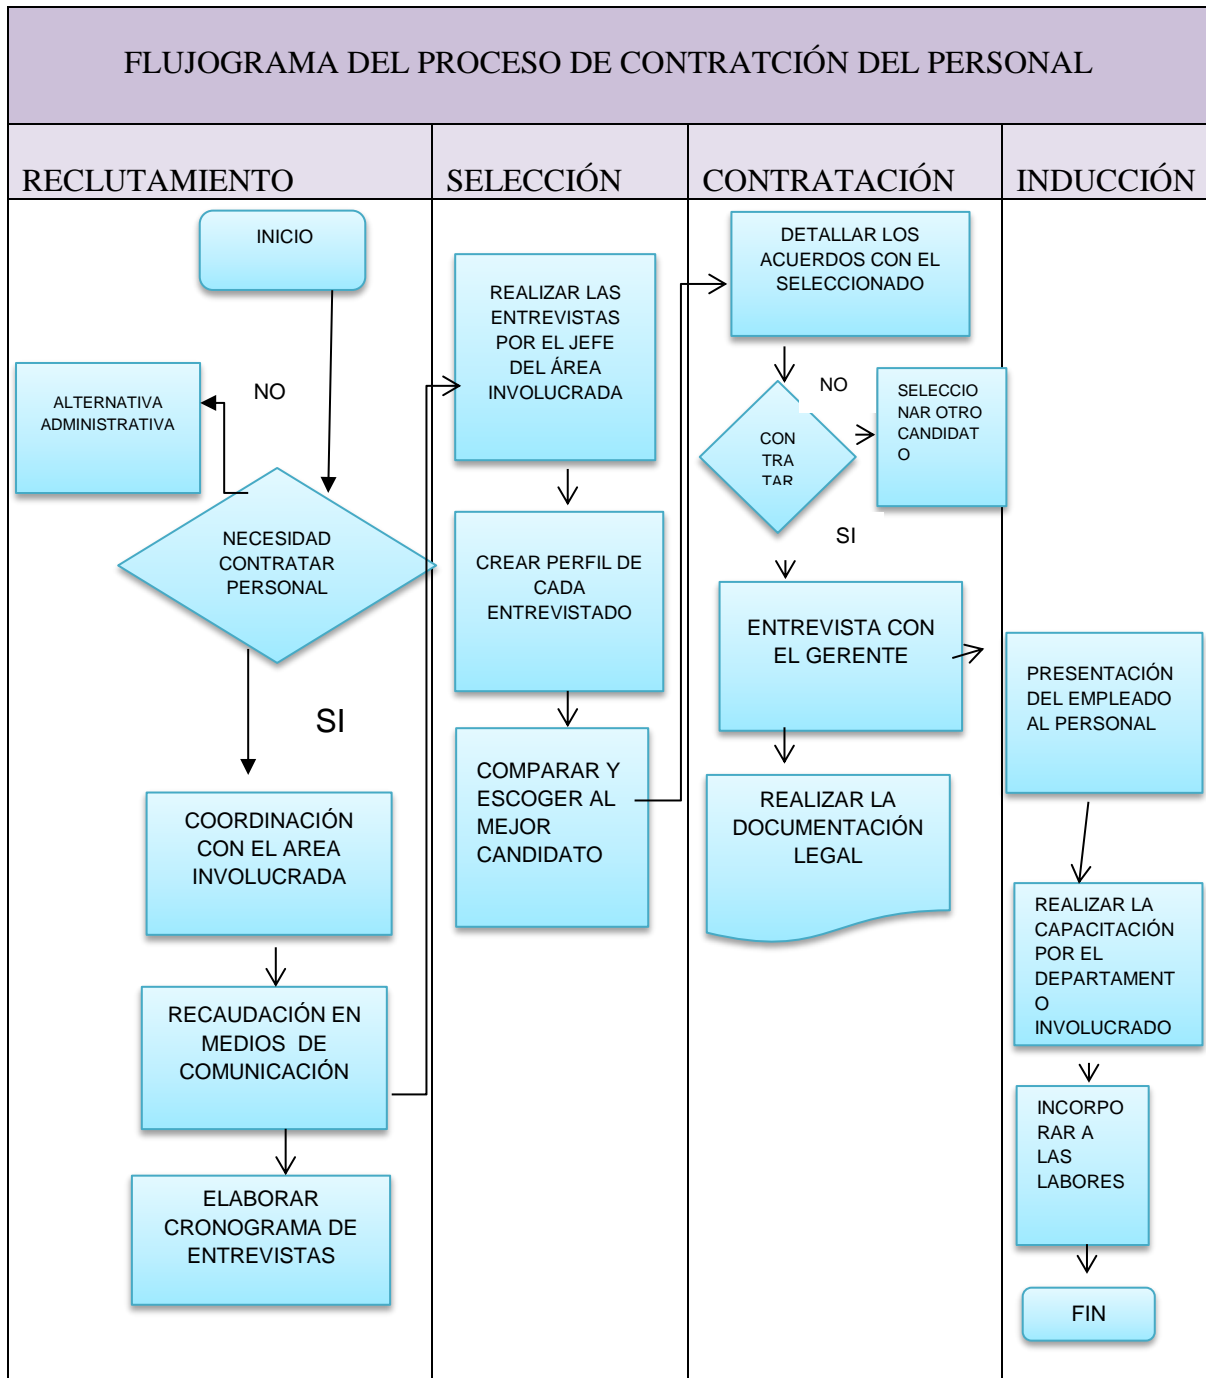 FLUJOGRAMA DEL PROCESO DE CONTRATCIÓN DEL PERSONAL
RECLUTAMIENTO
SELECCIÓN
CONTRATACIÓN
INDUCCIÓN
INICIO
NO
ALTERNATIVA
ADMINISTRATIVA
NECESIDAD
CONTRATAR
PERSONAL
SI
COORDINACIÓN
CON EL AREA
INVOLUCRADA
RECAUDACIÓN EN
MEDIOS DE
COMUNICACIÓN
ELABORAR
CRONOGRAMA DE
ENTREVISTAS
REALIZAR LAS
ENTREVISTAS
POR EL JEFE
DEL ÁREA
INVOLUCRADA
CREAR PERFIL DE
CADA
ENTREVISTADO
COMPARAR Y
ESCOGER AL
MEJOR
CANDIDATO
DETALLAR LOS
ACUERDOS CON EL
SELECCIONADO
CON
TRA
TAR
NO
SELECCIO
NAR OTRO
CANDIDAT
O
SI
ENTREVISTA CON
EL GERENTE
REALIZAR LA
DOCUMENTACIÓN
LEGAL
PRESENTACIÓN
DEL EMPLEADO
AL PERSONAL
REALIZAR LA
CAPACITACIÓN
POR EL
DEPARTAMENT
O
INVOLUCRADO
INCORPO
RAR A
LAS
LABORES
FIN